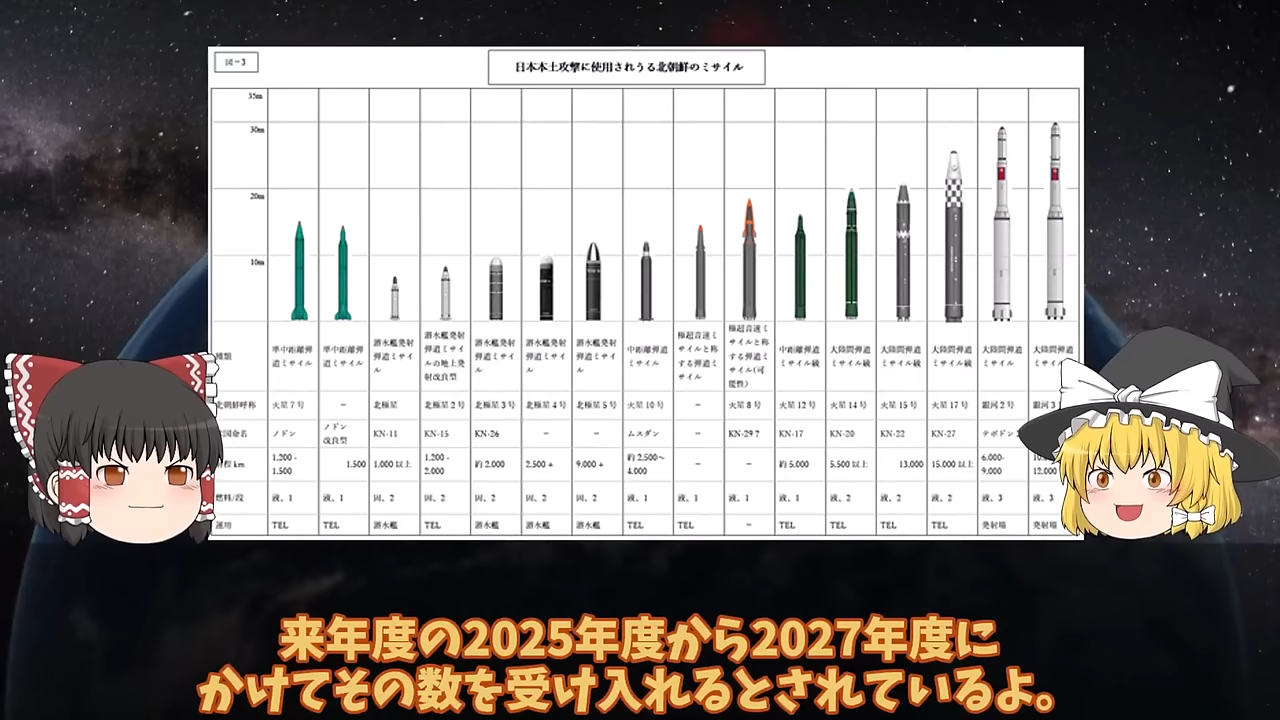 図－3
日本本土攻撃に使用されうる北朝鮮のミサイル
35m
30m
20m
10m
種類
準中距離弾
道ミサイル
準中距離弾
道ミサイル
潜水艦発射
弾道ミサイ
ル
潜水艦発射
弾道ミサイ
ルの地上発
射改良型
潜水艦発射
弾道ミサイ
ル
潜水艦発射
弾道ミサイ
ル
潜水艦発射
弾道ミサイ
ル
中距離弾道
ミサイル
極超音速ミ
サイルと称
する弾道ミ
サイル
極超音速ミ
サイルと称
する弾道ミ
サイル(可
能性)
中距離弾道
ミサイル級
大陸間弾道
ミサイル級
大陸間弾道
ミサイル級
大陸間弾道
ミサイル級
大陸間弾道
ミサイル
大陸間弾道
ミサイル
北朝鮮呼称 火星7号 － 北極星 北極星2号 北極星3号 北極星4号 北極星5号 火星10号 － 火星8号 火星12号 火星14号 火星15号 火星17号 銀河2号 銀河3
国命名 ノドン ノドン改良型 KN-11 KN-15 KN-26 － － ムスダン － KN-29？ KN-17 KN-20 KN-22 KN-27 テポドン
km 1,200 - 1,500 1,500 1,000以上 1,200 - 2,000 約2,000 2,500＋ 9,000＋ 約2,500～4,000 － － 約5,000 5,500以上 13,000 15,000以上 6,000-9,000 12,000
燃料/段 液、1 液、1 固、2 固、2 固、2 固、2 固、2 液、1 液、1 液、1 液、1 液、2 液、2 液、2 液、3 液、3
運用 TEL TEL 潜水艦 TEL 潜水艦 潜水艦 潜水艦 TEL TEL － TEL TEL TEL TEL 発射場 発射場
来年度の2025年度から2027年度に
かけてその数を受け入れるとされているよ。